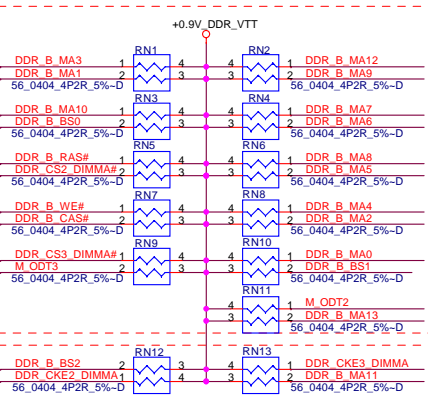 +0.9V_DDR_VTT
RN1 RN2
DDR_B_MA3 1 4 4 1 DDR_B_MA12
DDR_B_MA1 2 3 3 2 DDR_B_MA9
56_0404_4P2R_5%~D 56_0404_4P2R_5%~D
RN3 RN4
DDR_B_MA10 1 4 4 1 DDR_B_MA7
DDR_B_BS0 2 3 3 2 DDR_B_MA6
56_0404_4P2R_5%~D 56_0404_4P2R_5%~D
RN5 RN6
DDR_B_RAS# 1 4 4 1 DDR_B_MA8
DDR_CS2_DIMMA# 2 3 3 2 DDR_B_MA5
56_0404_4P2R_5%~D 56_0404_4P2R_5%~D
RN7 RN8
DDR_B_WE# 1 4 4 1 DDR_B_MA4
DDR_B_CAS# 2 3 3 2 DDR_B_MA2
56_0404_4P2R_5%~D 56_0404_4P2R_5%~D
RN9 RN10
DDR_CS3_DIMMA# 1 4 4 1 DDR_B_MA0
M_ODT3 2 3 3 2 DDR_B_BS1
56_0404_4P2R_5%~D 56_0404_4P2R_5%~D
RN11
4 1 M_ODT2
3 2 DDR_B_MA13
56_0404_4P2R_5%~D
RN12 RN13
DDR_B_BS2 2 3 4 1 DDR_CKE3_DIMMA
DDR_CKE2_DIMMA 1 4 3 2 DDR_B_MA11
56_0404_4P2R_5%~D 56_0404_4P2R_5%~D